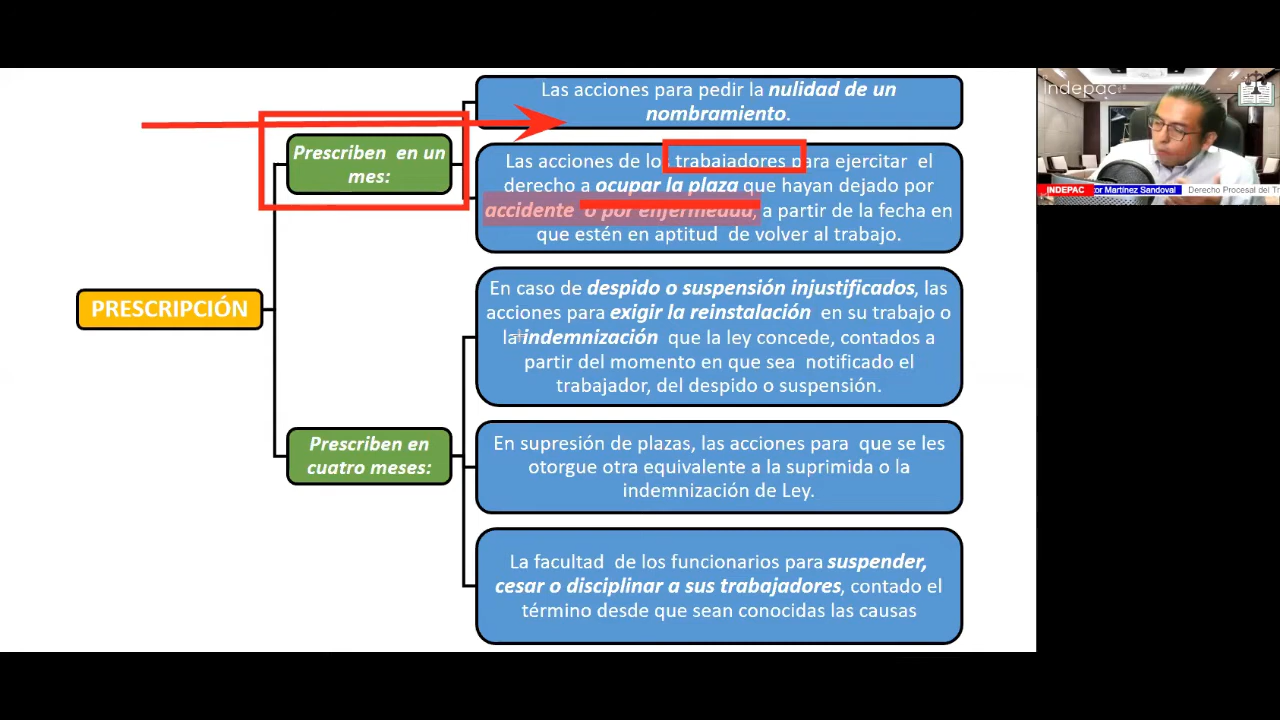 Las acciones para pedir la nulidad de un
nombramiento.
Prescriben en un
mes:
Las acciones de los trabajadores para ejercitar el
derecho a ocupar la plaza que hayan dejado por
accidente o por enfermedad, a partir de la fecha en
que estén en aptitud de volver al trabajo.
PRESCRIPCIÓN
En caso de despido o suspensión injustificados, las
acciones para exigir la reinstalación en su trabajo o
la indemnización que la ley concede, contados a
partir del momento en que sea notificado el
trabajador, del despido o suspensión.
Prescriben en
cuatro meses:
En supresión de plazas, las acciones para que se les
otorgue otra equivalente a la suprimida o la
indemnización de Ley.
La facultad de los funcionarios para suspender,
cesar o disciplinar a sus trabajadores, contado el
término desde que sean conocidas las causas
indepac
INDEPAC
tor Martínez Sandoval
Derecho Procesal del Tr